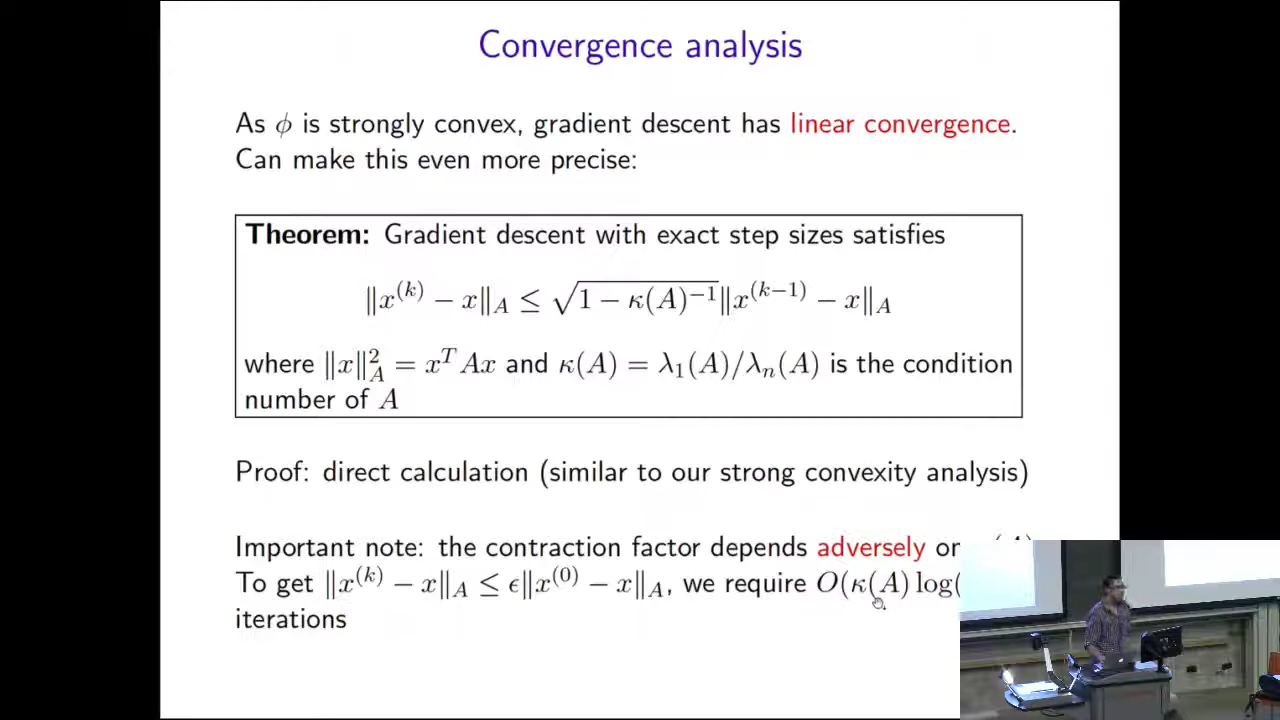 Convergence analysis
As ϕ is strongly convex, gradient descent has linear convergence.
Can make this even more precise:
Theorem: Gradient descent with exact step sizes satisfies
‖x^(k) − x‖_A ≤ √(1 − κ(A)^−1) ‖x^(k−1) − x‖_A
where ‖x‖²_A = x^T Ax and κ(A) = λ_1(A)/λ_n(A) is the condition
number of A
Proof: direct calculation (similar to our strong convexity analysis)
Important note: the contraction factor depends adversely on
To get ‖x^(k) − x‖_A ≤ ϵ‖x^(0) − x‖_A, we require O(κ(A) log(
iterations